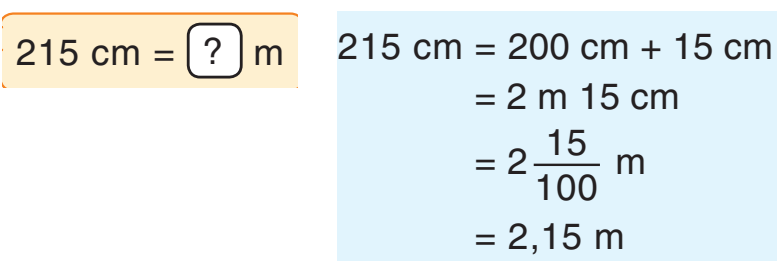 215 cm = ? m
215 cm = 200 cm + 15 cm
= 2 m 15 cm
= 2 15/100 m
= 2,15 m